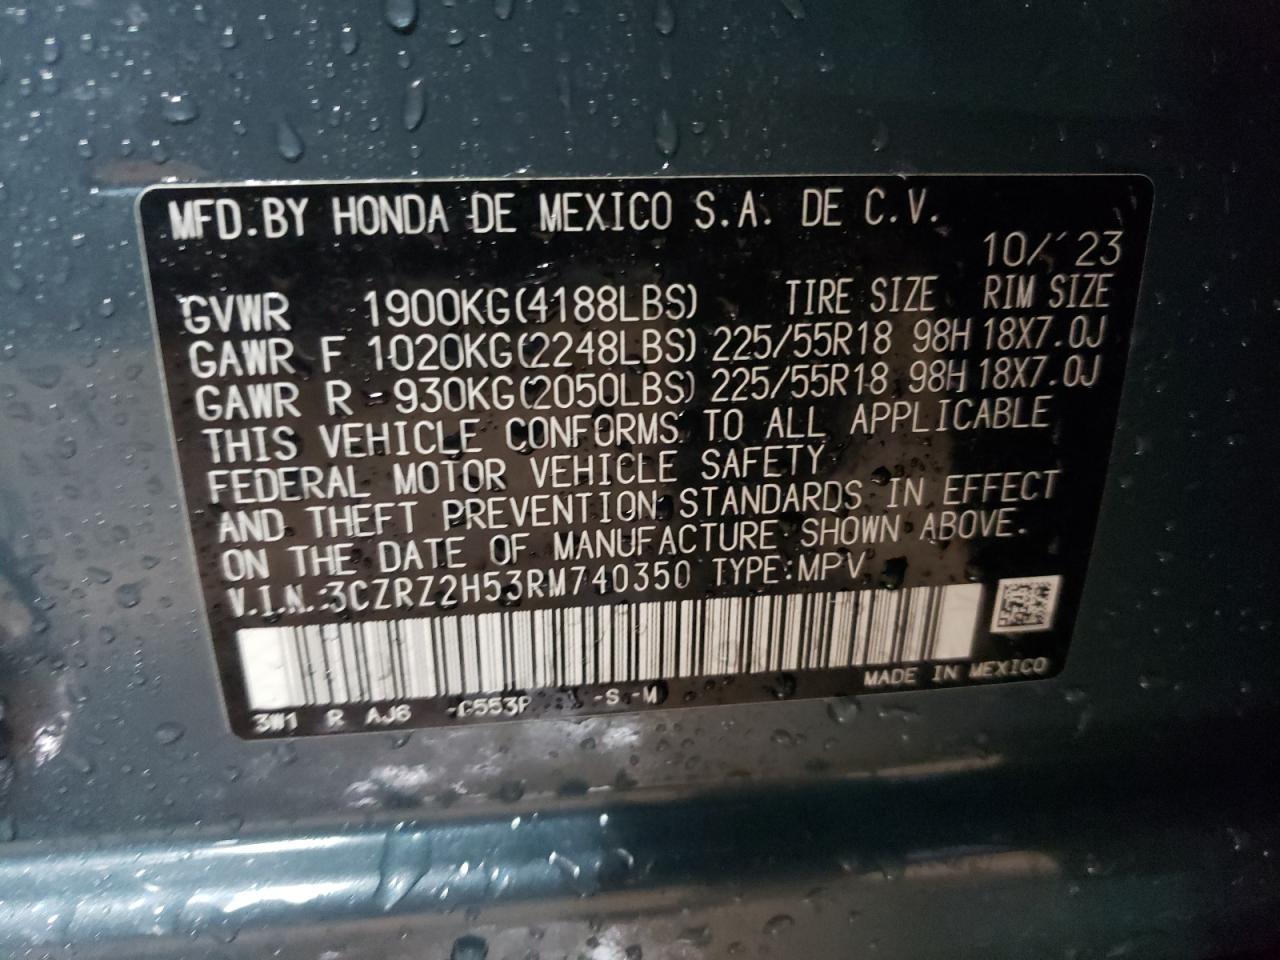 MFD.BY HONDA DE MEXICO S.A. DE C.V.
10/'23
GVWR 1900KG(4188LBS) TIRE SIZE RIM SIZE
GAWR F 1020KG(2248LBS) 225/55R18 98H 18X7.0J
GAWR R 930KG(2050LBS) 225/55R18 98H 18X7.0J
THIS VEHICLE CONFORMS TO ALL APPLICABLE
FEDERAL MOTOR VEHICLE SAFETY
AND THEFT PREVENTION STANDARDS IN EFFECT
ON THE DATE OF MANUFACTURE SHOWN ABOVE.
V.I.N.:3CZRZ2H53RM740350 TYPE:MPV
MADE IN MEXICO
3W1 R AJ6 -S -M